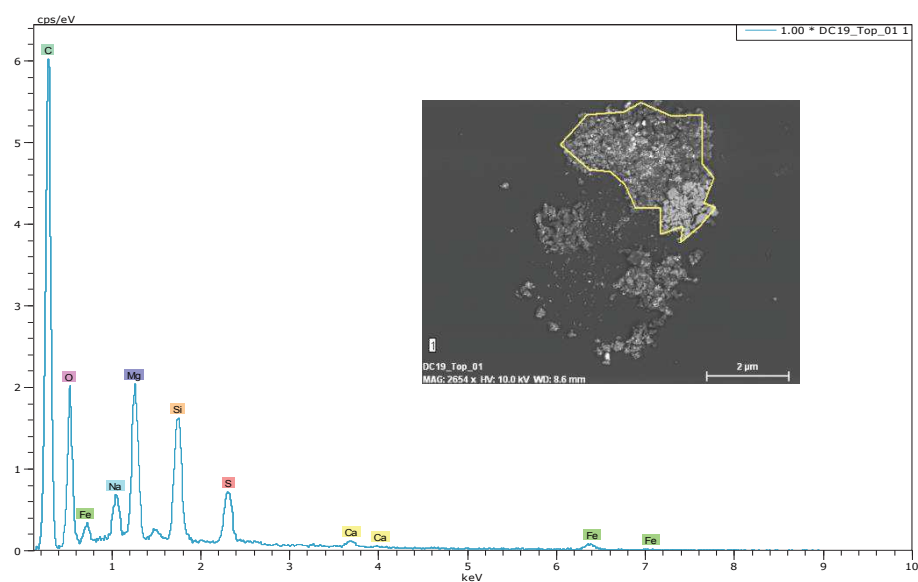 cps/eV
1.00 * DC19_Top_01 1
C
O
Fe
Na
Mg
Si
S
Ca
Ca
Fe
Fe
6
5
4
3
2
1
0
1
2
3
4
5
6
7
8
9
10
keV
1
DC19_Top_01
MAG: 2654 x HV: 10.0 kV WD: 8.6 mm
2 µm